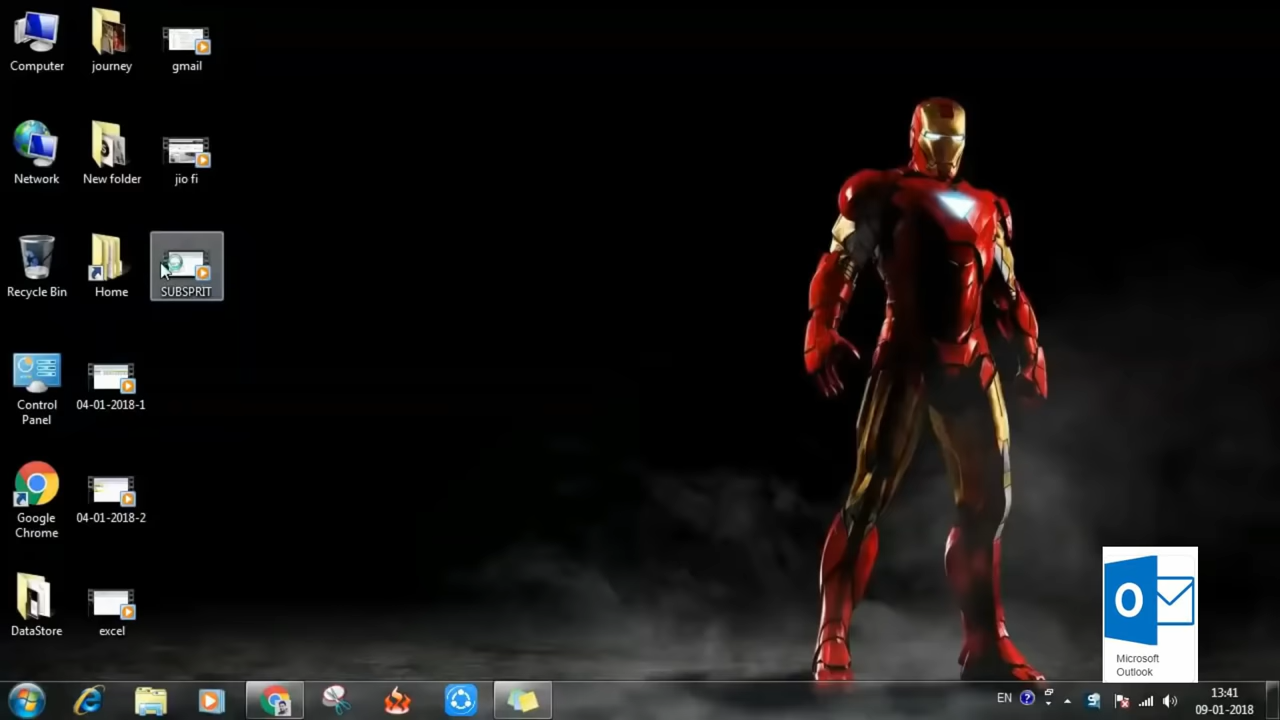 Computer
journey
gmail
Network
New folder
jio fi
Recycle Bin
Home
SUBSPRIT
Control
Panel
04-01-2018-1
Google
Chrome
04-01-2018-2
DataStore
excel
Microsoft
Outlook
EN
13:41
09-01-2018